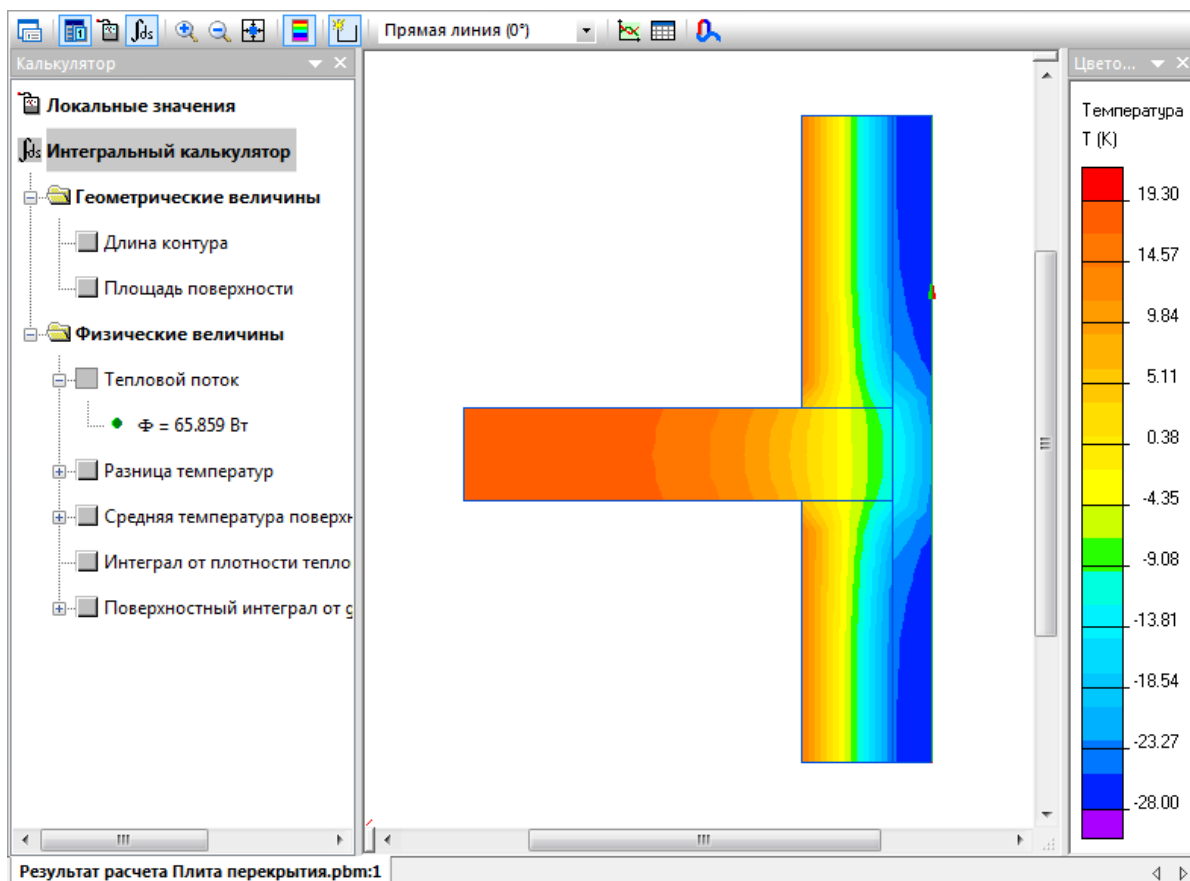 Прямая линия (0°)
Калькулятор
Локальные значения
Интегральный калькулятор
Геометрические величины
Длина контура
Площадь поверхности
Физические величины
Тепловой поток
Ф = 65.859 Вт
Разница температур
Средняя температура поверхн
Интеграл от плотности тепло
Поверхностный интеграл от g
Цвето...
Температура
T (K)
19.30
14.57
9.84
5.11
0.38
-4.35
-9.08
-13.81
-18.54
-23.27
-28.00
Результат расчета Плита перекрытия.pbm:1